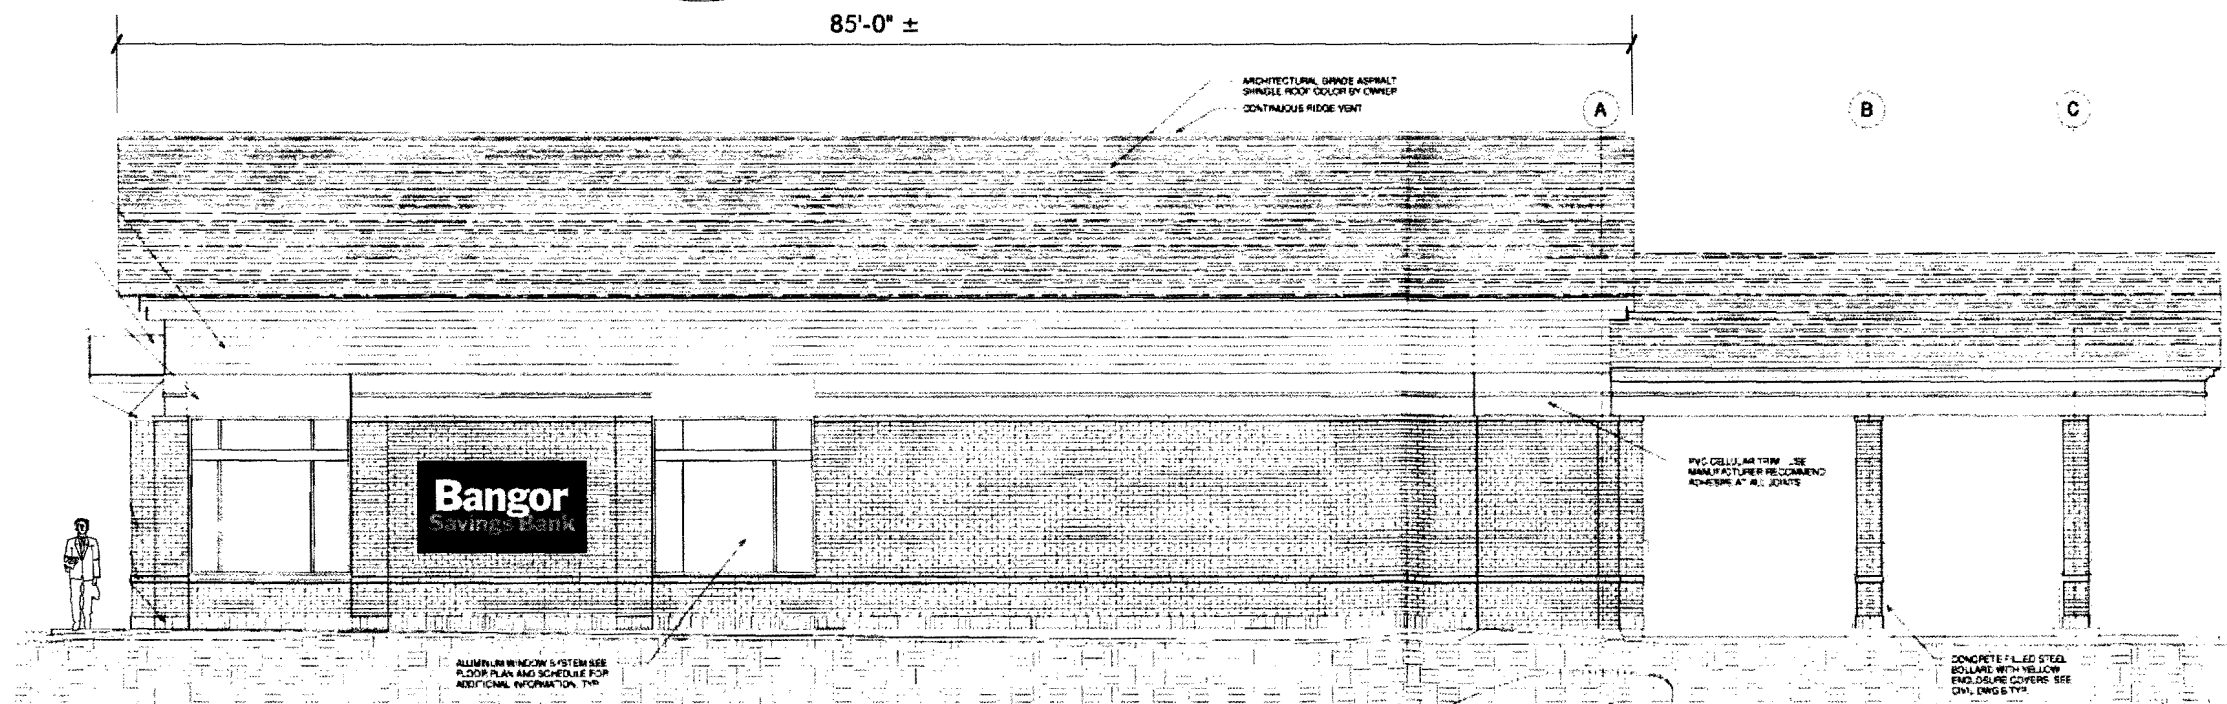 85'-0" ±
ARCHITECTURAL GRADE ASPHALT
SHINGLE ROOF COLOR BY OWNER
CONTINUOUS RIDGE VENT
A
B
C
PVC CELLULAR TRIM USE
MANUFACTURER RECOMMEND
ADHESIVE AT ALL JOINTS
Bangor
Savings Bank
ALUMINUM WINDOW SYSTEM SEE
FLOOR PLAN AND SCHEDULE FOR
ADDITIONAL INFORMATION, TYP
CONCRETE FILLED STEEL
BOLLARD WITH YELLOW
ENCLOSURE COVERS SEE
CIVIL DWG'S TYP.